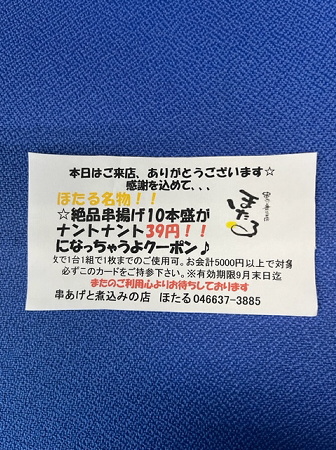 本日はご来店、ありがとうございます☆
感謝を込めて、、、
ほたる名物！！
☆絶品串揚げ10本盛が
ナントナント39円！！
になっちゃうよクーポン♪
で1台1組で1枚までのご使用可。お会計5000円以上で対象
必ずこのカードをご持参下さい。※有効期限9月末日迄
またのご利用心よりお待ちしております
串あげと煮込みの店 ほたる 046637-3885
ほたる